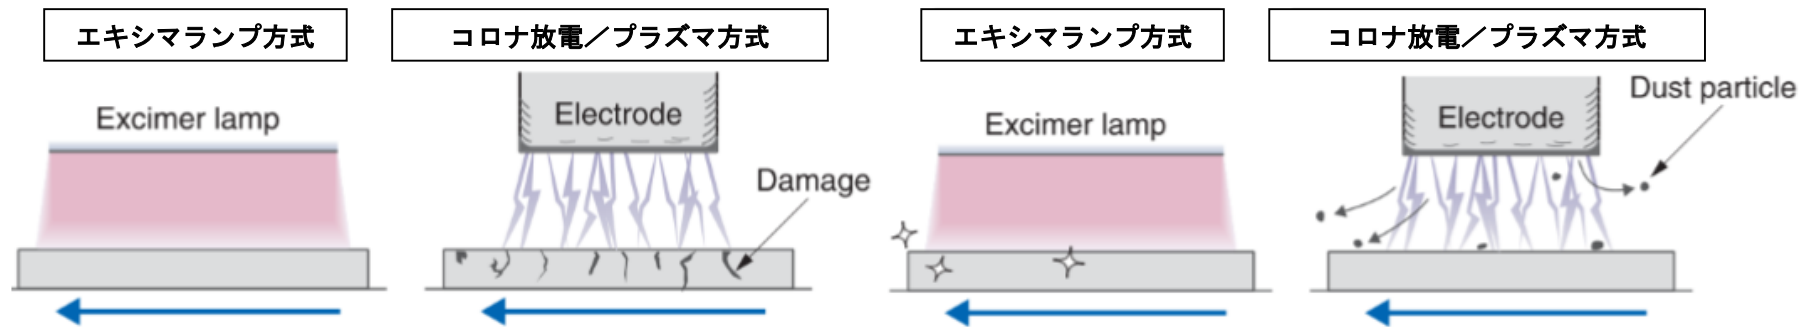 エキシマランプ方式
コロナ放電／プラズマ方式
エキシマランプ方式
コロナ放電／プラズマ方式
Excimer lamp
Electrode
Damage
Excimer lamp
Electrode
Dust particle